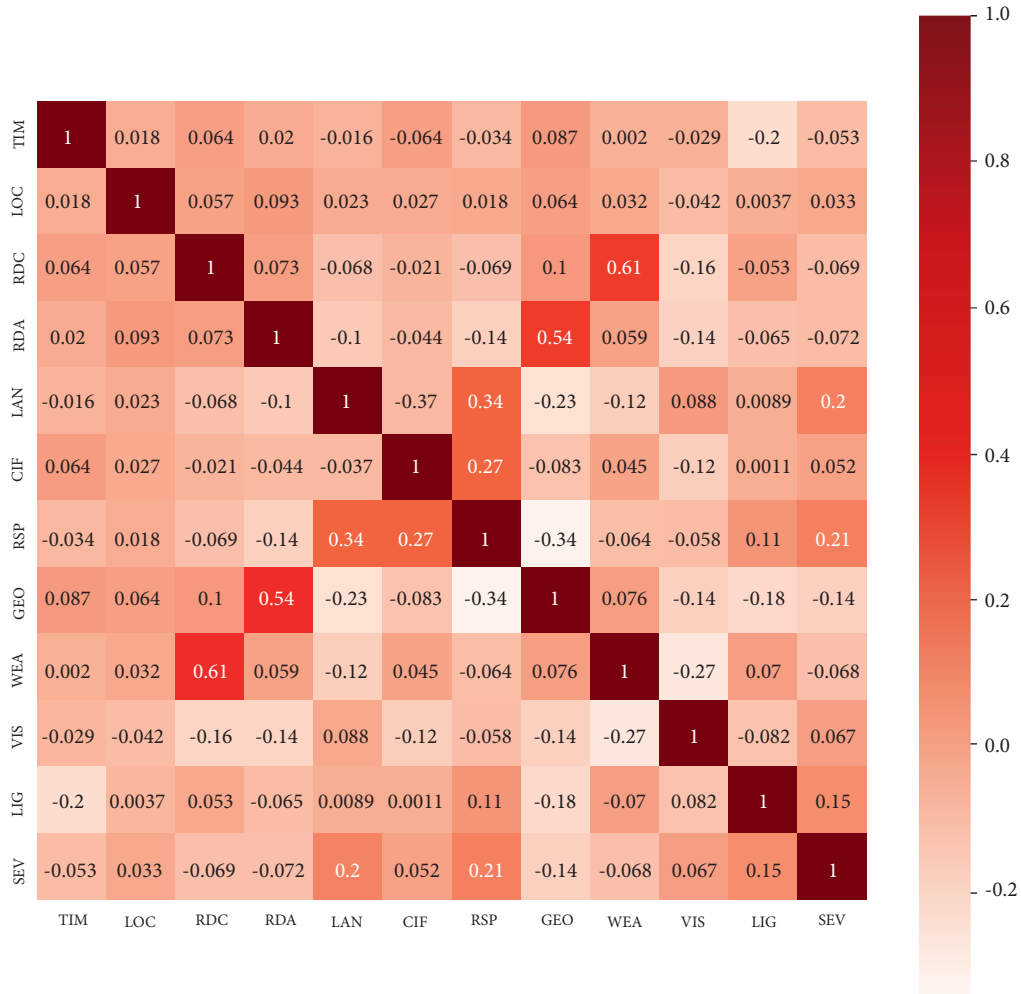 1.0
TIM 1 0.018 0.064 0.02 -0.016 -0.064 -0.034 0.087 0.002 -0.029 -0.2 -0.053
0.8
LOC 0.018 1 0.057 0.093 0.023 0.027 0.018 0.064 0.032 -0.042 0.0037 0.033
RDC 0.064 0.057 1 0.073 -0.068 -0.021 -0.069 0.1 0.61 -0.16 -0.053 -0.069
0.6
RDA 0.02 0.093 0.073 1 -0.1 -0.044 -0.14 0.54 0.059 -0.14 -0.065 -0.072
LAN -0.016 0.023 -0.068 -0.1 1 -0.37 0.34 -0.23 -0.12 0.088 0.0089 0.2
0.4
CIF 0.064 0.027 -0.021 -0.044 -0.037 1 0.27 -0.083 0.045 -0.12 0.0011 0.052
RSP -0.034 0.018 -0.069 -0.14 0.34 0.27 1 -0.34 -0.064 -0.058 0.11 0.21
0.2
GEO 0.087 0.064 0.1 0.54 -0.23 -0.083 -0.34 1 0.076 -0.14 -0.18 -0.14
WEA 0.002 0.032 0.61 0.059 -0.12 0.045 -0.064 0.076 1 -0.27 0.07 -0.068
VIS -0.029 -0.042 -0.16 -0.14 0.088 -0.12 -0.058 -0.14 -0.27 1 -0.082 0.067
0.0
LIG -0.2 0.0037 0.053 -0.065 0.0089 0.0011 0.11 -0.18 -0.07 0.082 1 0.15
SEV -0.053 0.033 -0.069 -0.072 0.2 0.052 0.21 -0.14 -0.068 0.067 0.15 1
-0.2
TIM LOC RDC RDA LAN CIF RSP GEO WEA VIS LIG SEV